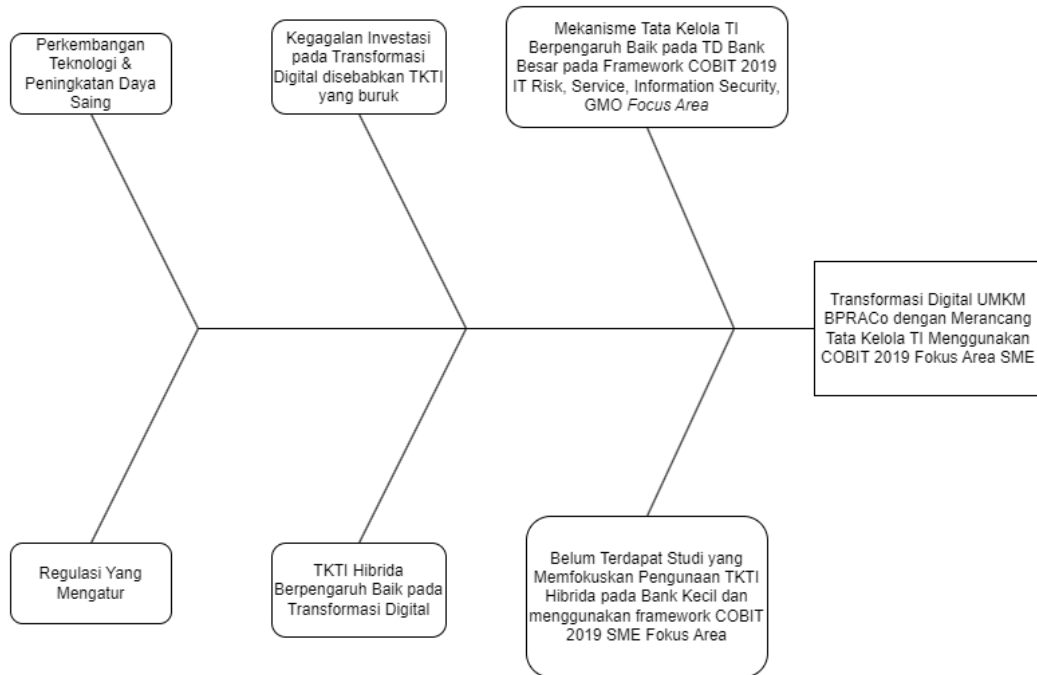 Perkembangan
Teknologi &
Peningkatan Daya
Saing
Kegagalan Investasi
pada Transformasi
Digital disebabkan TKTI
yang buruk
Mekanisme Tata Kelola TI
Berpengaruh Baik pada TD Bank
Besar pada Framework COBIT 2019
IT Risk, Service, Information Security,
GMO Focus Area
Transformasi Digital UMKM
BPRACo dengan Merancang
Tata Kelola TI Menggunakan
COBIT 2019 Fokus Area SME
Regulasi Yang
Mengatur
TKTI Hibrida
Berpengaruh Baik pada
Transformasi Digital
Belum Terdapat Studi yang
Memfokuskan Pengunaan TKTI
Hibrida pada Bank Kecil dan
menggunakan framework COBIT
2019 SME Fokus Area